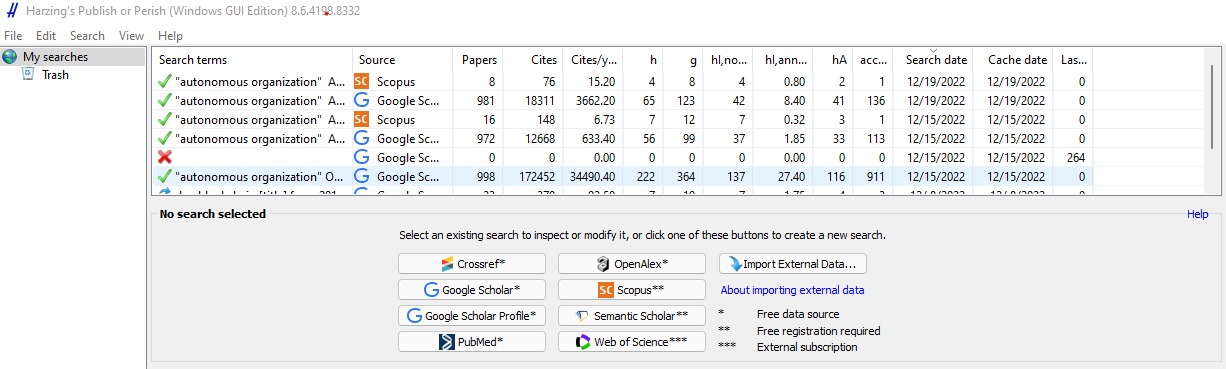 Harzing's Publish or Perish (Windows GUI Edition) 8.6.4198.8332
File Edit Search View Help
My searches
Trash
Search terms Source Papers Cites Cites/y... h g hI,no... hI,ann... hA acc... Search date Cache date Las...
"autonomous organization" A... SC Scopus 8 76 15.20 4 8 4 0.80 2 1 12/19/2022 12/19/2022 0
"autonomous organization" A... Google Sc... 981 18311 3662.20 65 123 42 8.40 41 136 12/19/2022 12/19/2022 0
"autonomous organization" A... SC Scopus 16 148 6.73 7 12 7 0.32 3 1 12/15/2022 12/15/2022 0
"autonomous organization" A... Google Sc... 972 12668 633.40 56 99 37 1.85 33 113 12/15/2022 12/15/2022 0
Google Sc... 0 0 0.00 0 0 0 0.00 0 0 12/15/2022 12/15/2022 264
"autonomous organization" O... Google Sc... 998 172452 34490.40 222 364 137 27.40 116 911 12/15/2022 12/15/2022 0
No search selected Help
Select an existing search to inspect or modify it, or click one of these buttons to create a new search.
Crossref* OpenAlex* Import External Data...
Google Scholar* SC Scopus** About importing external data
Google Scholar Profile* Semantic Scholar** * Free data source
PubMed* Web of Science*** ** Free registration required
*** External subscription